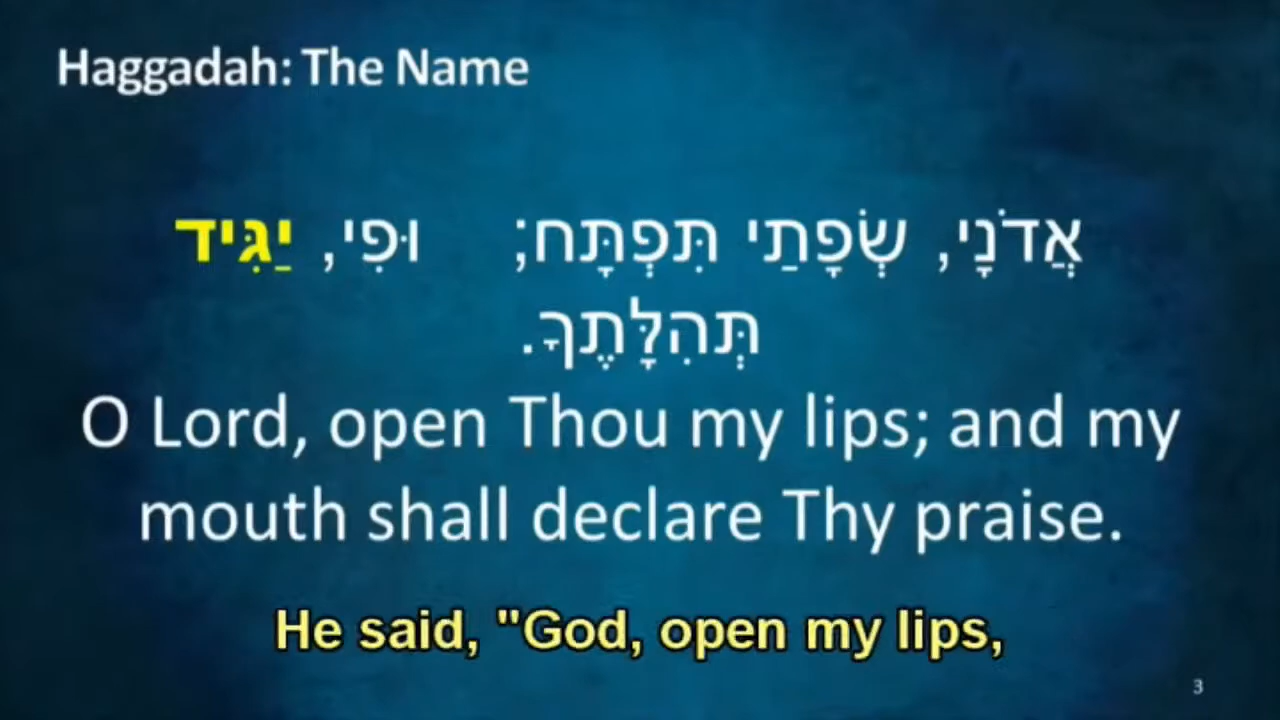 Haggadah: The Name
אֲדֹנָי, שְׂפָתַי תִּפְתָּח; וּפִי, יַגִּיד
תְּהִלָּתֶךָ.
O Lord, open Thou my lips; and my
mouth shall declare Thy praise.
He said, "God, open my lips,
3